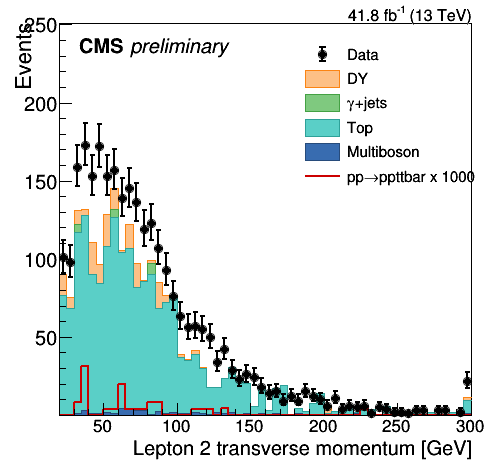 41.8 fb⁻¹ (13 TeV)
Events
CMS preliminary
Data
DY
γ+jets
Top
Multiboson
pp→ppttbar x 1000
250
200
150
100
50
50 100 150 200 250 300
Lepton 2 transverse momentum [GeV]